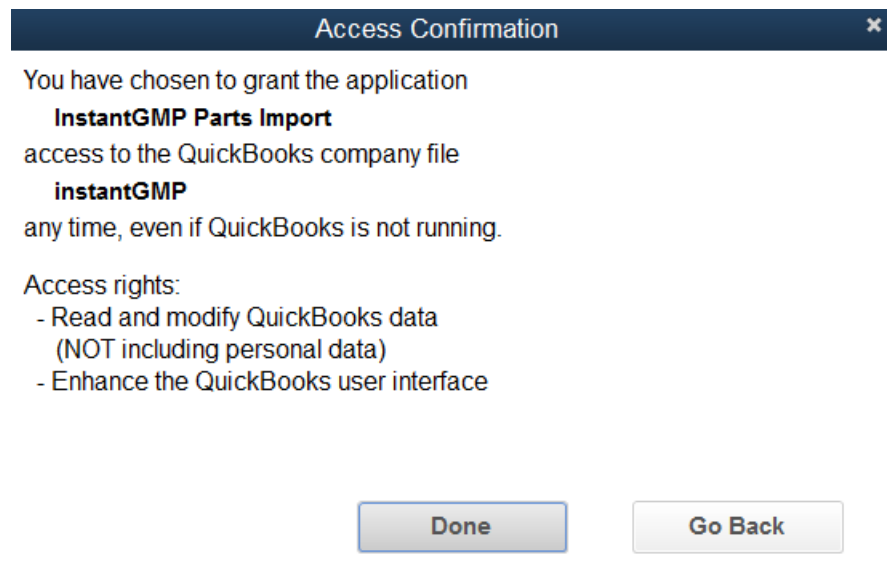 Access Confirmation ×
You have chosen to grant the application
InstantGMP Parts Import
access to the QuickBooks company file
instantGMP
any time, even if QuickBooks is not running.
Access rights:
- Read and modify QuickBooks data
(NOT including personal data)
- Enhance the QuickBooks user interface
Done Go Back